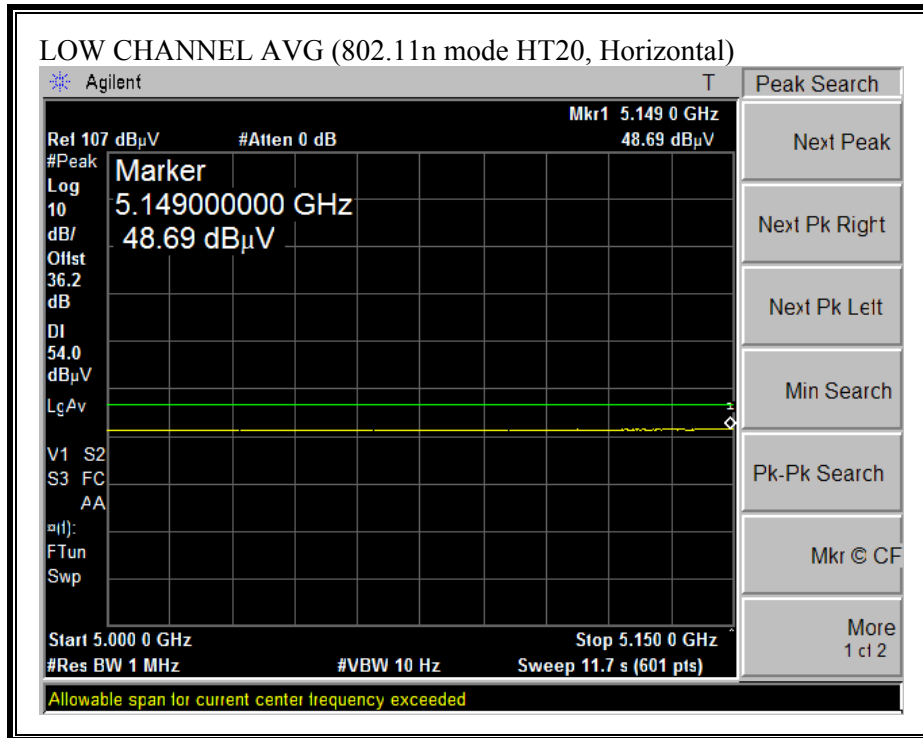 LOW CHANNEL AVG (802.11n mode HT20, Horizontal)
Agilent T
Peak Search
Mkr1 5.149 0 GHz
Ref 107 dBµV #Atten 0 dB 48.69 dBµV
#Peak
Log
10
dB/
Offst
36.2
dB
DI
54.0
dBµV
LgAv
Marker
5.149000000 GHz
48.69 dBµV
1
V1 S2
S3 FC
AA
¤(f):
FTun
Swp
Start 5.000 0 GHz Stop 5.150 0 GHz
#Res BW 1 MHz #VBW 10 Hz Sweep 11.7 s (601 pts)
Next Peak
Next Pk Right
Next Pk Left
Min Search
Pk-Pk Search
Mkr © CF
More
1 of 2
Allowable span for current center frequency exceeded